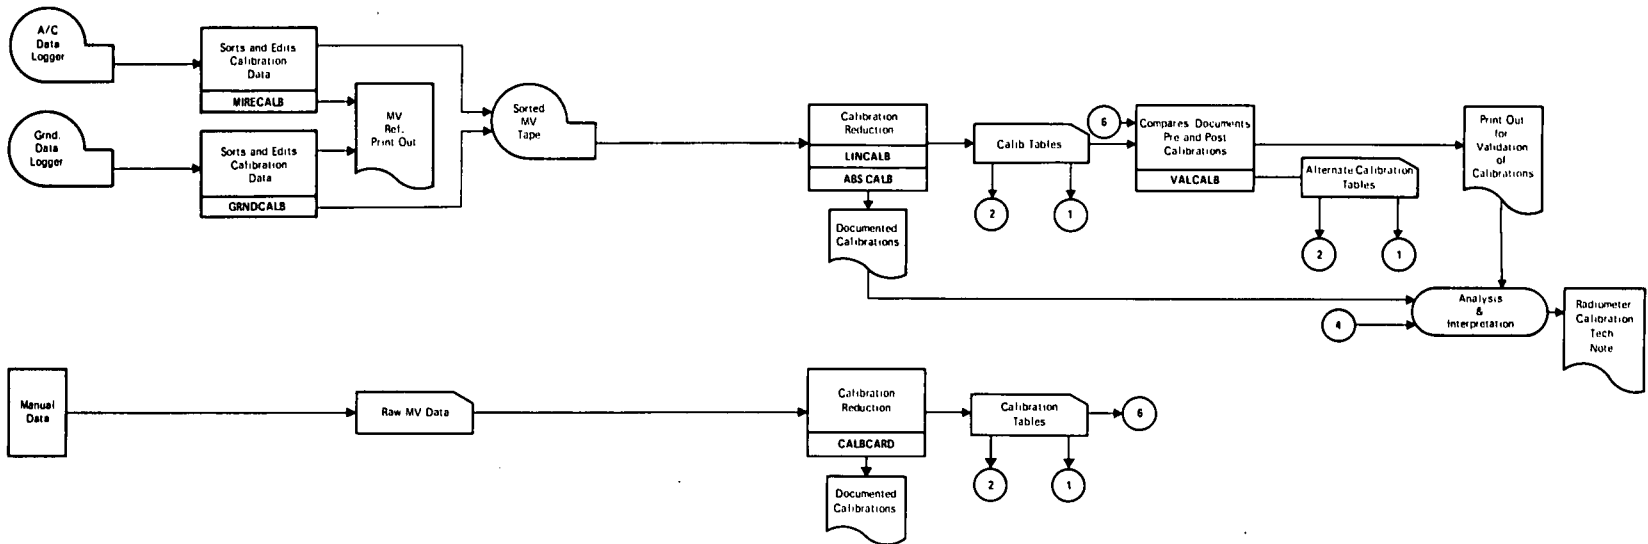 A/C
Data
Logger
Sorts and Edits
Calibration
Data
MIRECALB
Grnd.
Data
Logger
Sorts and Edits
Calibration
Data
GRNDCALB
MV
Ref.
Print Out
Sorted
MV
Tape
Calibration
Reduction
LINCALB
ABS CALB
Documented
Calibrations
Calib Tables
2
1
6
Compares Documents
Pre and Post
Calibrations
VALCALB
Alternate Calibration
Tables
2
1
Print Out
for
Validation
of
Calibrations
4
Analysis
&
Interpretation
Radiometer
Calibration
Tech
Note
Manual
Data
Raw MV Data
Calibration
Reduction
CALBCARD
Documented
Calibrations
Calibration
Tables
2
1
6